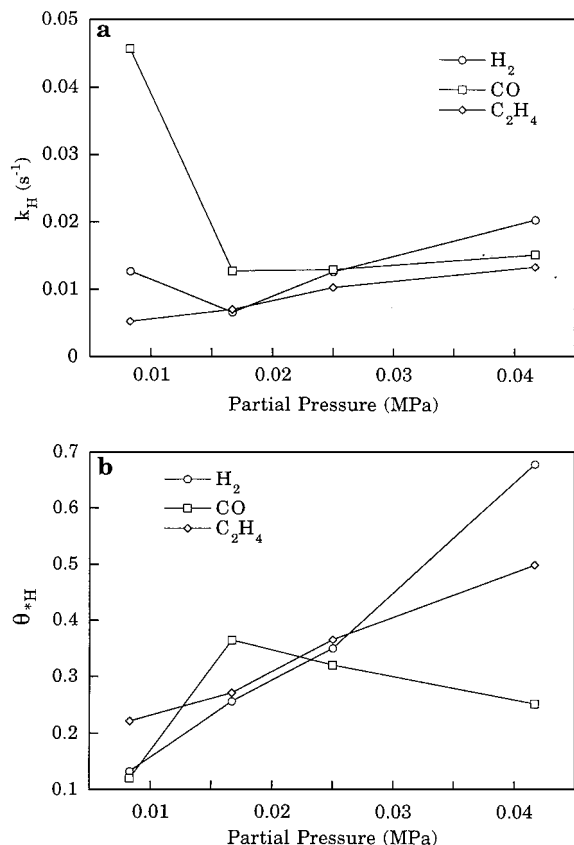 a
0.05
0.04
0.03
0.02
0.01
0
k_H (s⁻¹)
H₂
CO
C₂H₄
0.01 0.02 0.03 0.04
Partial Pressure (MPa)
b
0.7
0.6
0.5
0.4
0.3
0.2
0.1
θ*H
H₂
CO
C₂H₄
0.01 0.02 0.03 0.04
Partial Pressure (MPa)